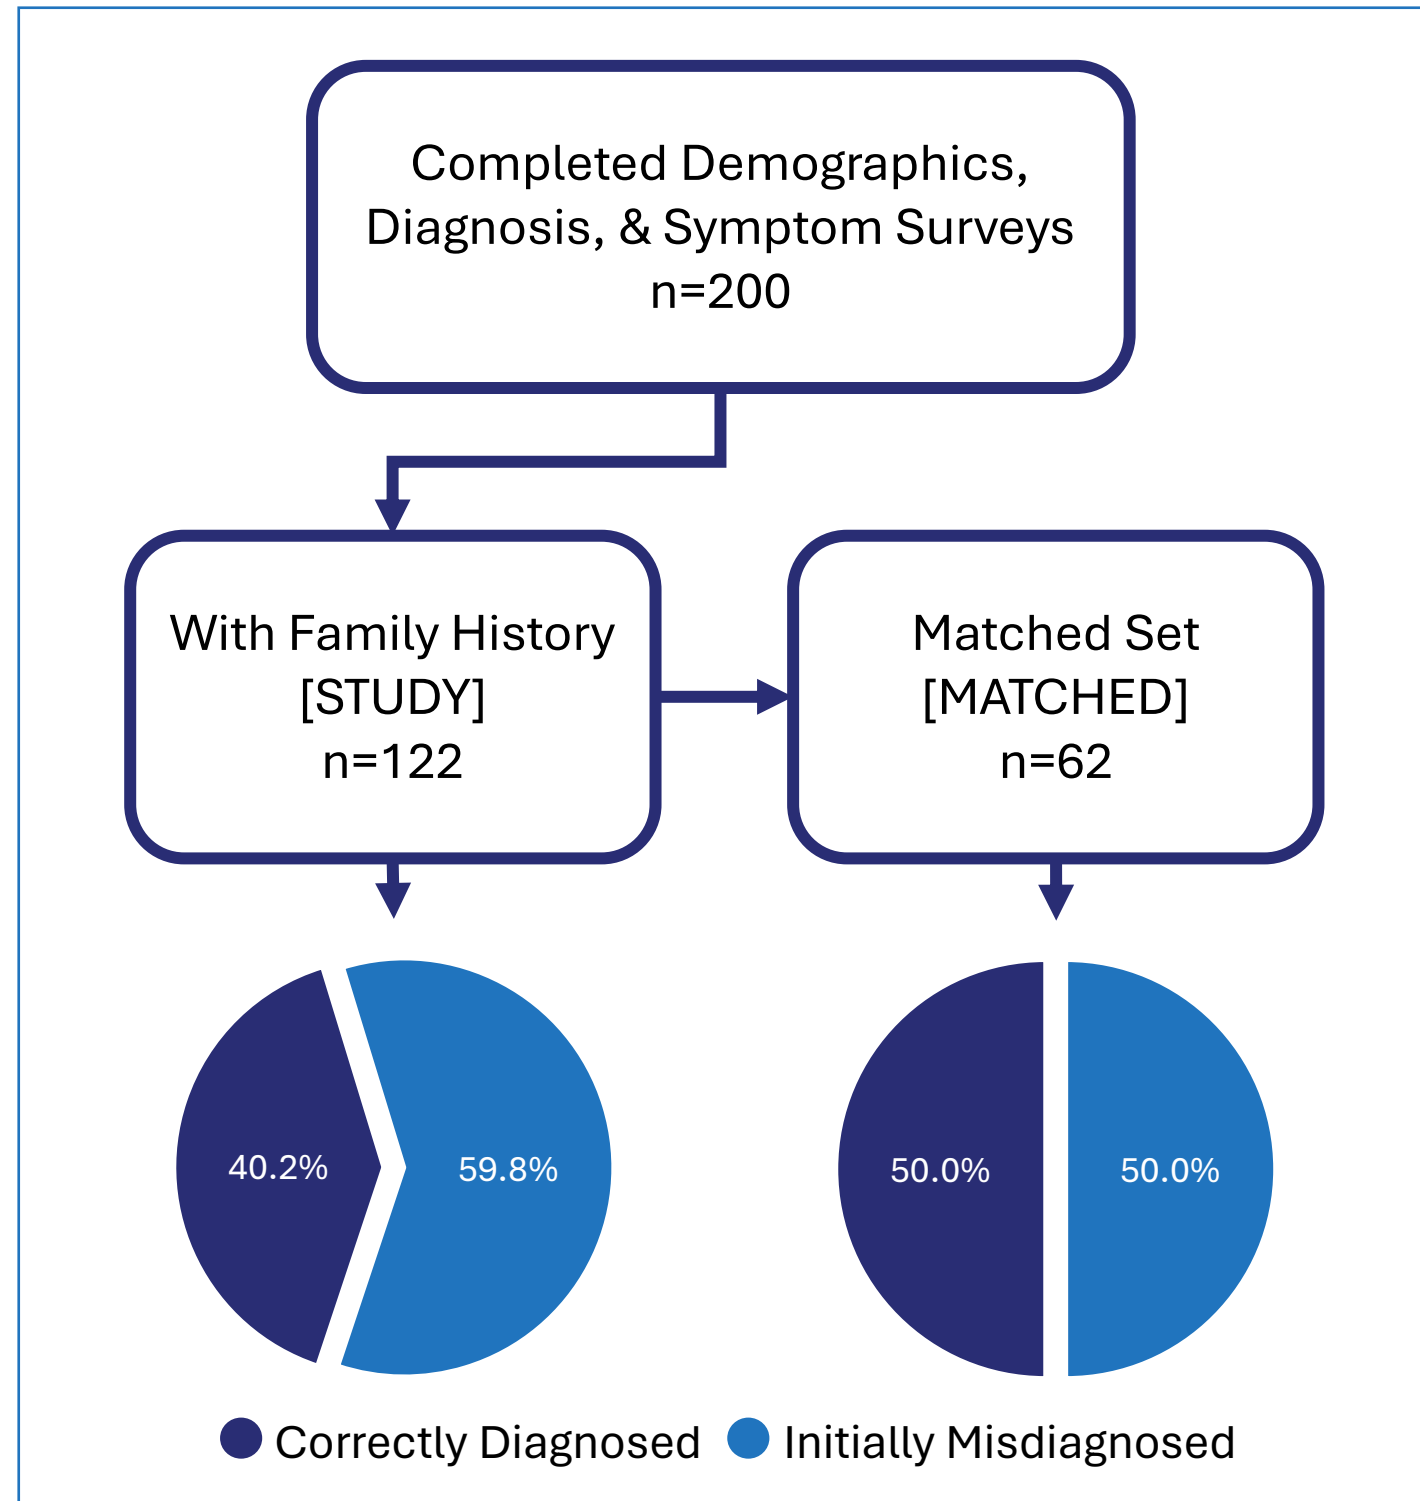 Completed Demographics,
Diagnosis, & Symptom Surveys
n=200
With Family History
[STUDY]
n=122
Matched Set
[MATCHED]
n=62
40.2%
59.8%
50.0%
50.0%
Correctly Diagnosed
Initially Misdiagnosed